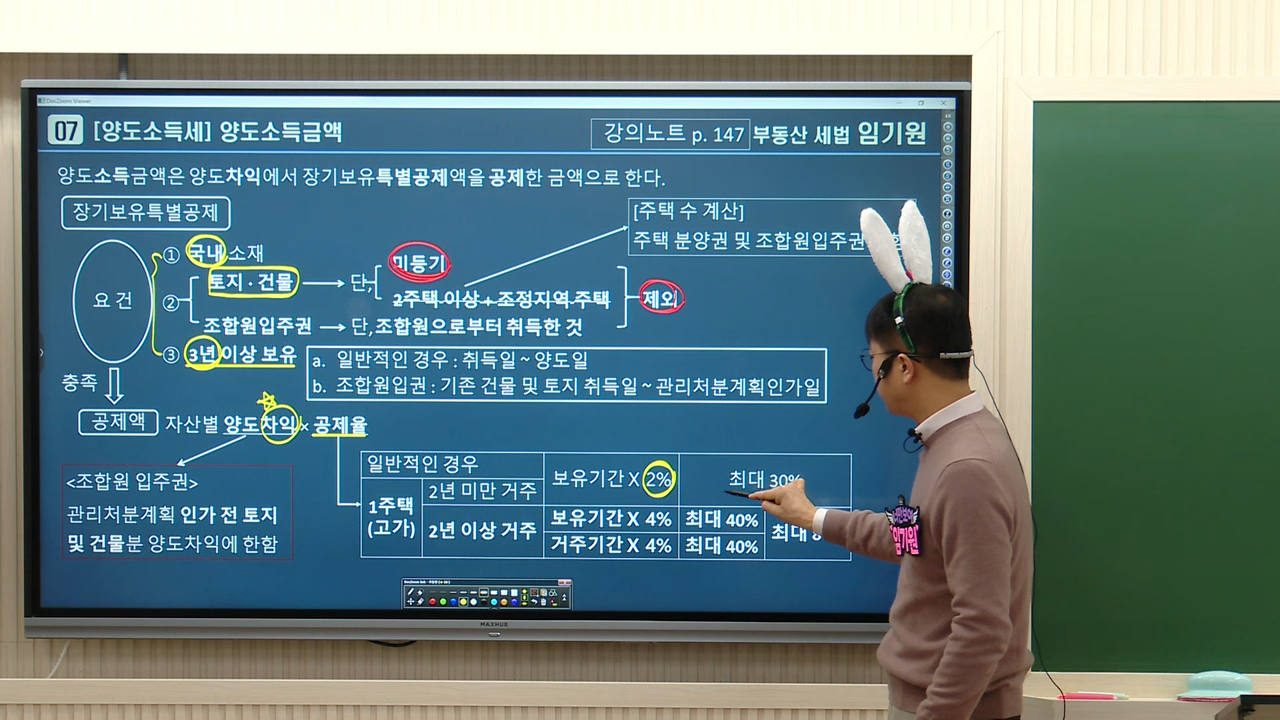 DocZoom Viewer
07 [양도소득세] 양도소득금액
강의노트 p. 147 부동산 세법 임기원
양도소득금액은 양도차익에서 장기보유특별공제액을 공제한 금액으로 한다.
장기보유특별공제
[주택 수 계산]
주택 분양권 및 조합원입주권
요 건
① 국내 소재
②
토지 · 건물
단,
미등기
2주택 이상 + 조정지역 주택
제외
조합원입주권
단, 조합원으로부터 취득한 것
③ 3년 이상 보유
a. 일반적인 경우 : 취득일 ~ 양도일
b. 조합원입권 : 기존 건물 및 토지 취득일 ~ 관리처분계획인가일
충족
공제액
자산별 양도차익 × 공제율
<조합원 입주권>
관리처분계획 인가 전 토지
및 건물분 양도차익에 한함
일반적인 경우
보유기간 X 2%
최대 30%
1주택
(고가)
2년 미만 거주
2년 이상 거주
보유기간 X 4%
최대 40%
최대
거주기간 X 4%
최대 40%
MAXHUB
임기원